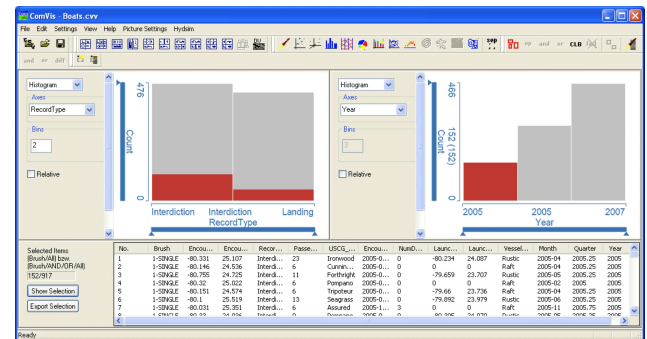 ComVis - Boats.cvv
File Edit Settings View Help Picture Settings Hydsim
and or CLB
and or diff
Histogram
Axes
RecordType
Bins
2
Relative
476
Count
0
Interdiction Interdiction Landing
RecordType
Histogram
Axes
Year
Bins
3
Relative
466
152 (152)
Count
0
2005 2005 2007
Year
Selected Items
(Brush/All) bzw.
(Brush/AND/OR/All)
152/917
Show Selection
Export Selection
No. Brush Encou... Encou... Recor... Passe... USCG_... Encou... NumD... Launc... Launc... Vessel... Month Quarter Year
1 1-SINGLE -80.331 25.107 Interdi... 23 Ironwood 2005-0... 0 -80.234 24.087 Rustic 2005-04 2005.25 2005
2 1-SINGLE -80.146 24.536 Interdi... 6 Cunnin... 2005-0... 0 Raft 2005-04 2005.25 2005
3 1-SINGLE -80.755 24.725 Interdi... 11 Forthright 2005-0... 0 -79.659 23.707 Rustic 2005-05 2005.25 2005
4 1-SINGLE -80.32 25.022 Interdi... 6 Pompano 2005-0... 0 Raft 2005-02 2005 2005
5 1-SINGLE -80.151 24.574 Interdi... 6 Tripoteur 2005-0... 0 -79.66 23.736 Raft 2005-04 2005.25 2005
6 1-SINGLE -80.1 25.519 Interdi... 13 Seagrass 2005-0... 0 -79.892 23.979 Rustic 2005-06 2005.25 2005
7 1-SINGLE -80.031 25.351 Interdi... 6 Assured 2005-1... 3 0 0 Raft 2005-11 2005.75 2005
Ready